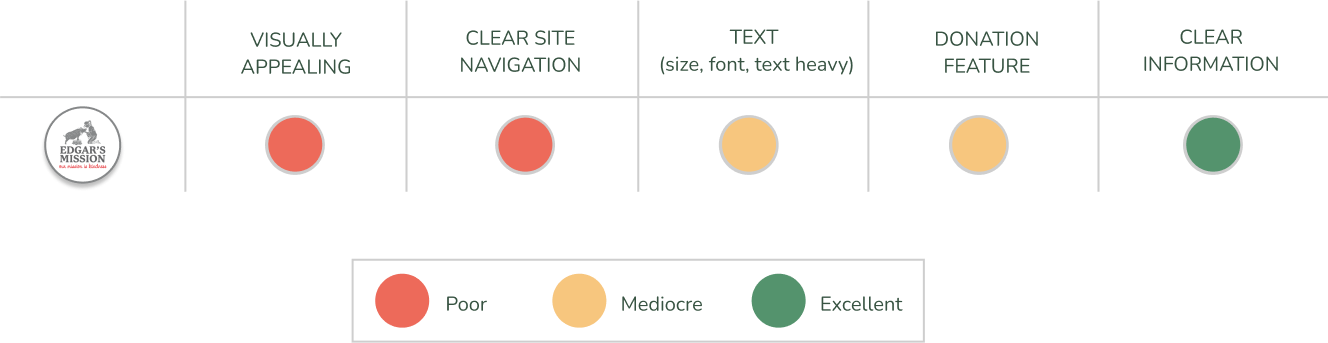 VISUALLY
APPEALING
CLEAR SITE
NAVIGATION
TEXT
(size, font, text heavy)
DONATION
FEATURE
CLEAR
INFORMATION
EDGAR'S
MISSION
our mission is kindness
Poor
Mediocre
Excellent